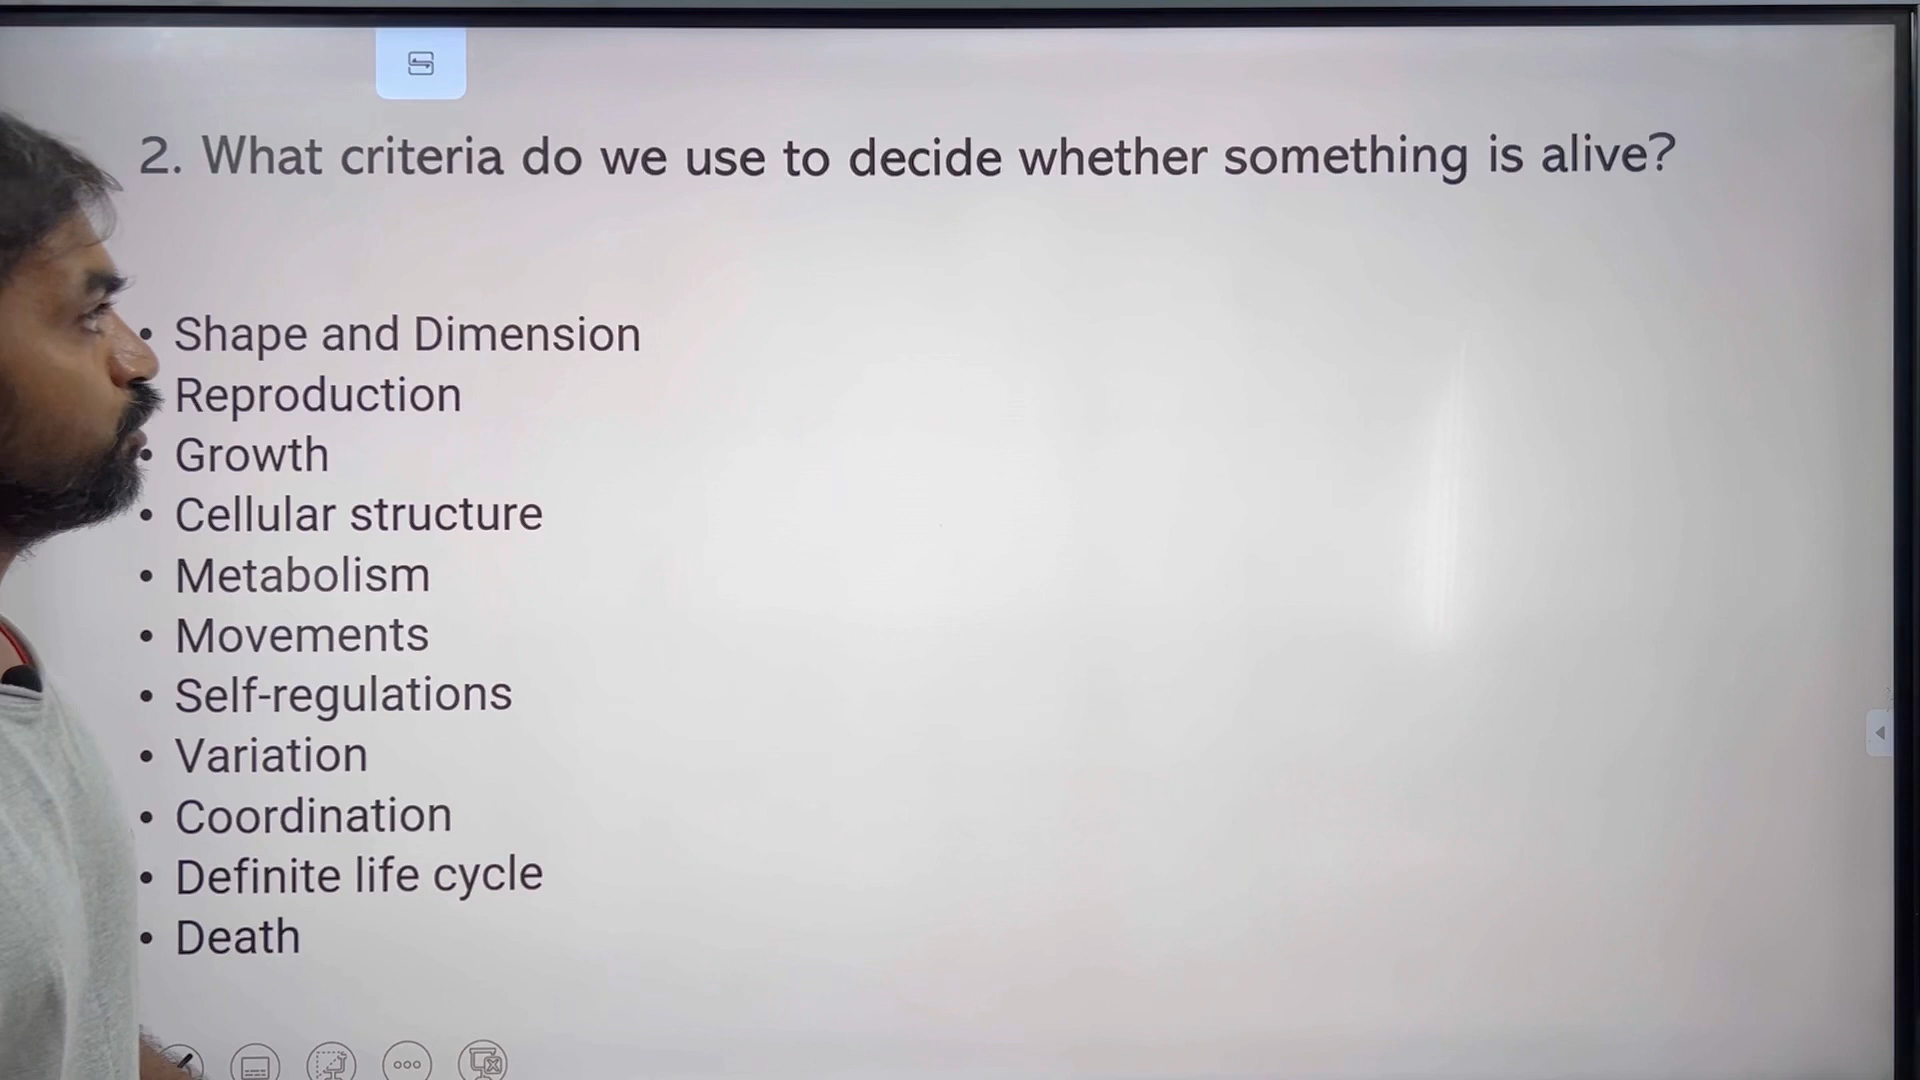 2. What criteria do we use to decide whether something is alive?
• Shape and Dimension
Reproduction
• Growth
• Cellular structure
• Metabolism
• Movements
• Self-regulations
• Variation
• Coordination
• Definite life cycle
• Death